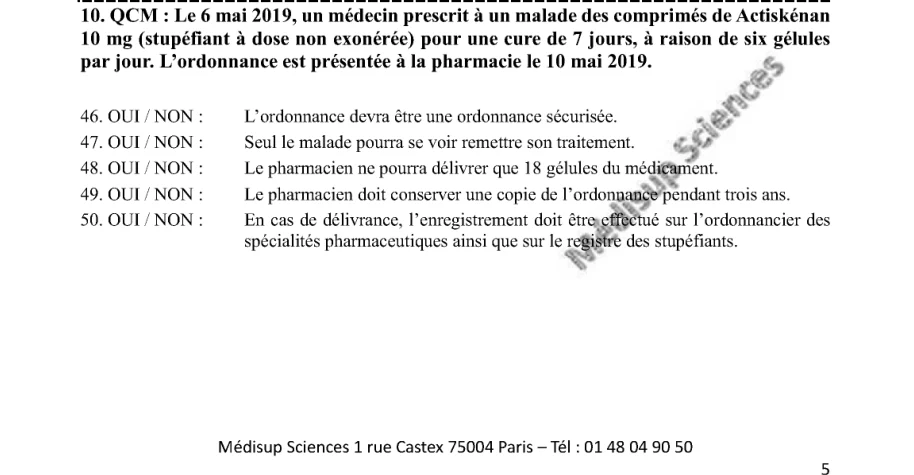 10. QCM : Le 6 mai 2019, un médecin prescrit à un malade des comprimés de Actiskénan
10 mg (stupéfiant à dose non exonérée) pour une cure de 7 jours, à raison de six gélules
par jour. L’ordonnance est présentée à la pharmacie le 10 mai 2019.
46. OUI / NON : L’ordonnance devra être une ordonnance sécurisée.
47. OUI / NON : Seul le malade pourra se voir remettre son traitement.
48. OUI / NON : Le pharmacien ne pourra délivrer que 18 gélules du médicament.
49. OUI / NON : Le pharmacien doit conserver une copie de l’ordonnance pendant trois ans.
50. OUI / NON : En cas de délivrance, l’enregistrement doit être effectué sur l’ordonnancier des
spécialités pharmaceutiques ainsi que sur le registre des stupéfiants.
Médisup Sciences
Médisup Sciences 1 rue Castex 75004 Paris – Tél : 01 48 04 90 50
5